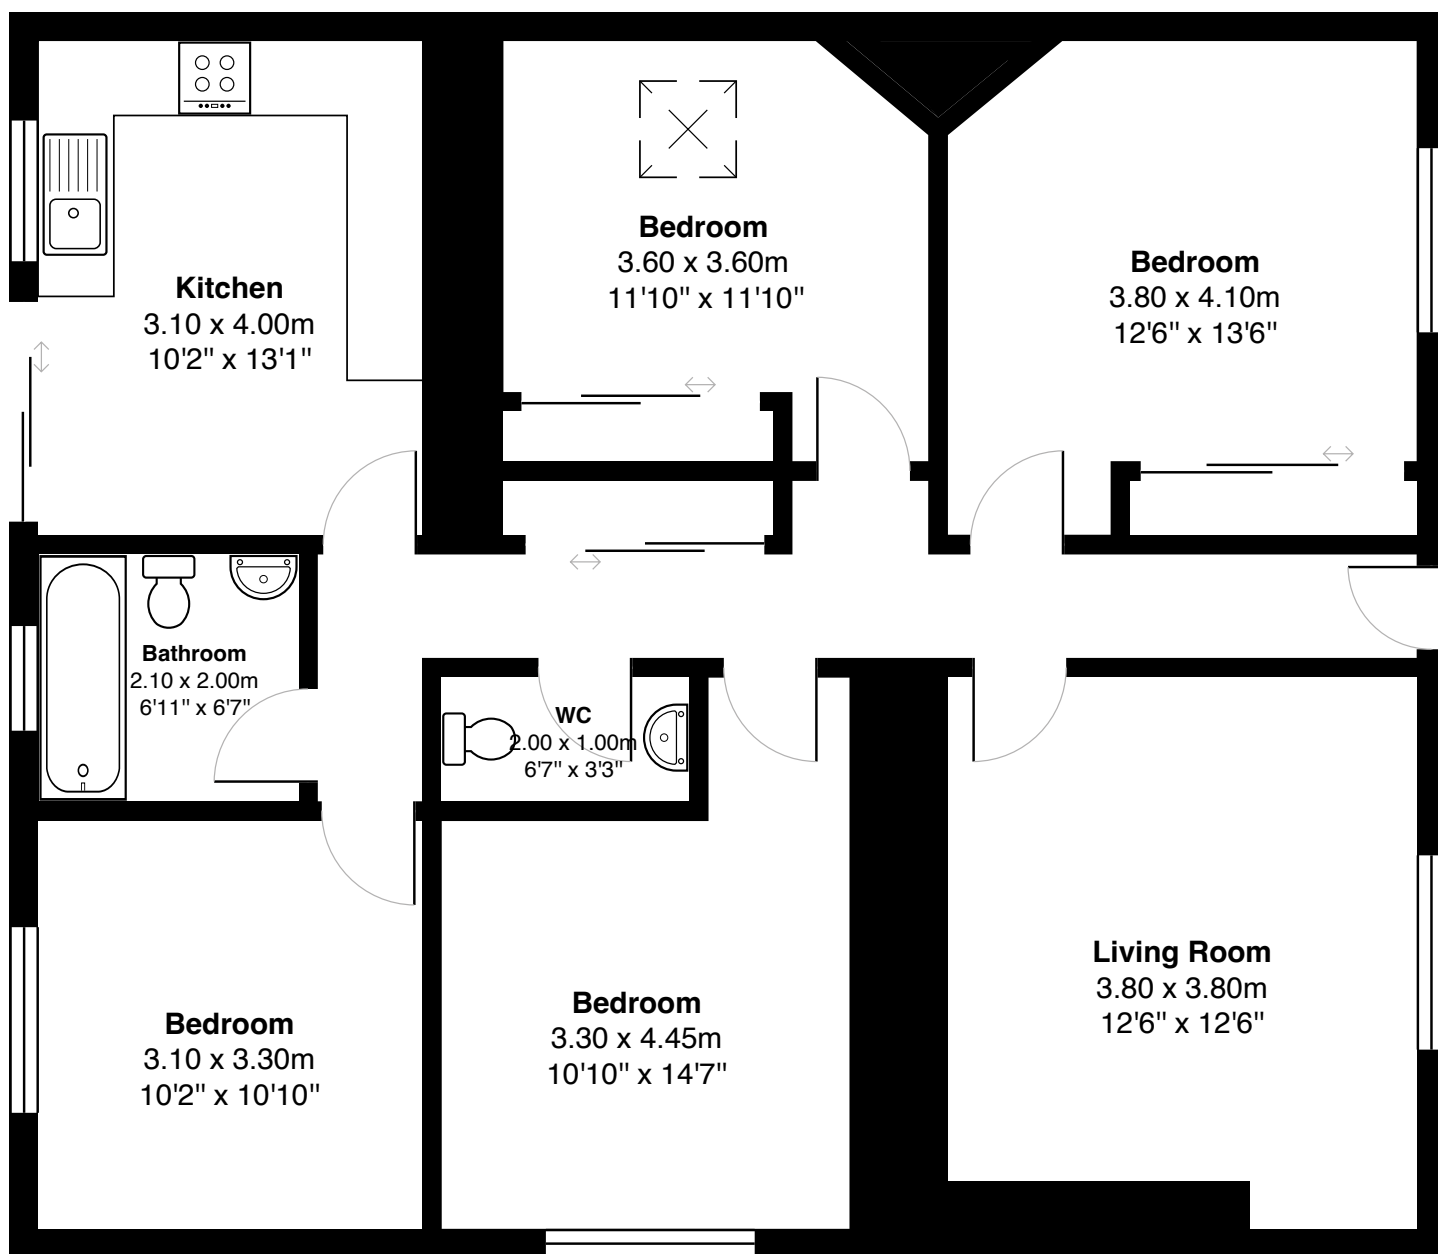 Kitchen
3.10 x 4.00m
10'2" x 13'1"
Bedroom
3.60 x 3.60m
11'10" x 11'10"
Bedroom
3.80 x 4.10m
12'6" x 13'6"
Bathroom
2.10 x 2.00m
6'11" x 6'7"
WC
2.00 x 1.00m
6'7" x 3'3"
Bedroom
3.10 x 3.30m
10'2" x 10'10"
Bedroom
3.30 x 4.45m
10'10" x 14'7"
Living Room
3.80 x 3.80m
12'6" x 12'6"